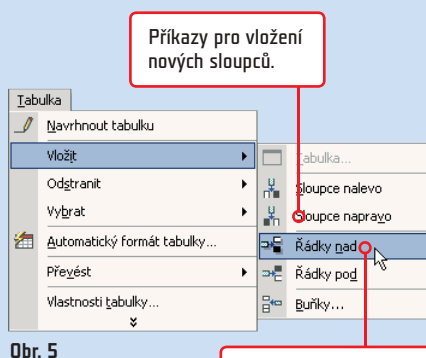 Příkazy pro vložení
nových sloupců.
Tabulka
Navrhnout tabulku
Vložit
Odstranit
Vybrat
Automatický formát tabulky...
Převést
Vlastnosti tabulky...
Tabulka...
Sloupce nalevo
Sloupce napravo
Řádky nad
Řádky pod
Buňky...
Obr. 5